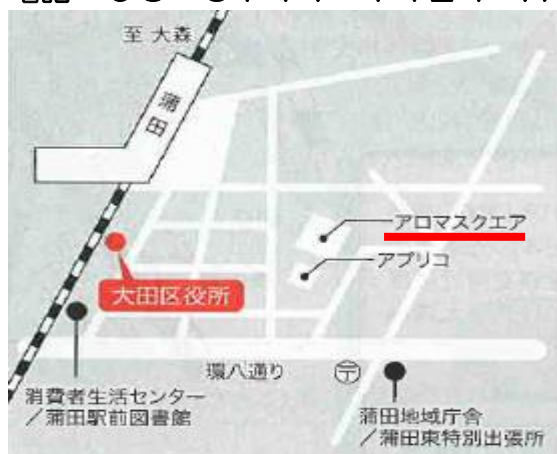 至 大森
蒲田
アロマスクエア
アプリコ
大田区役所
環八通り
〒
消費者生活センター
/蒲田駅前図書館
蒲田地域庁舎
/蒲田東特別出張所